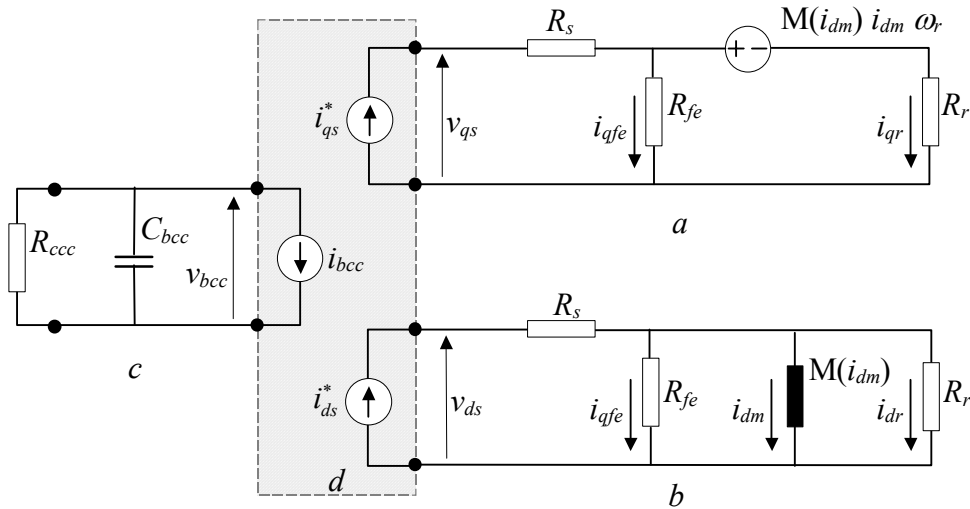 R_s
M(i_dm) i_dm ω_r
i*_qs
v_qs
i_qfe
R_fe
i_qr
R_r
a
R_ccc
C_bcc
v_bcc
i_bcc
c
R_s
i*_ds
v_ds
i_qfe
R_fe
i_dm
M(i_dm)
i_dr
R_r
d
b